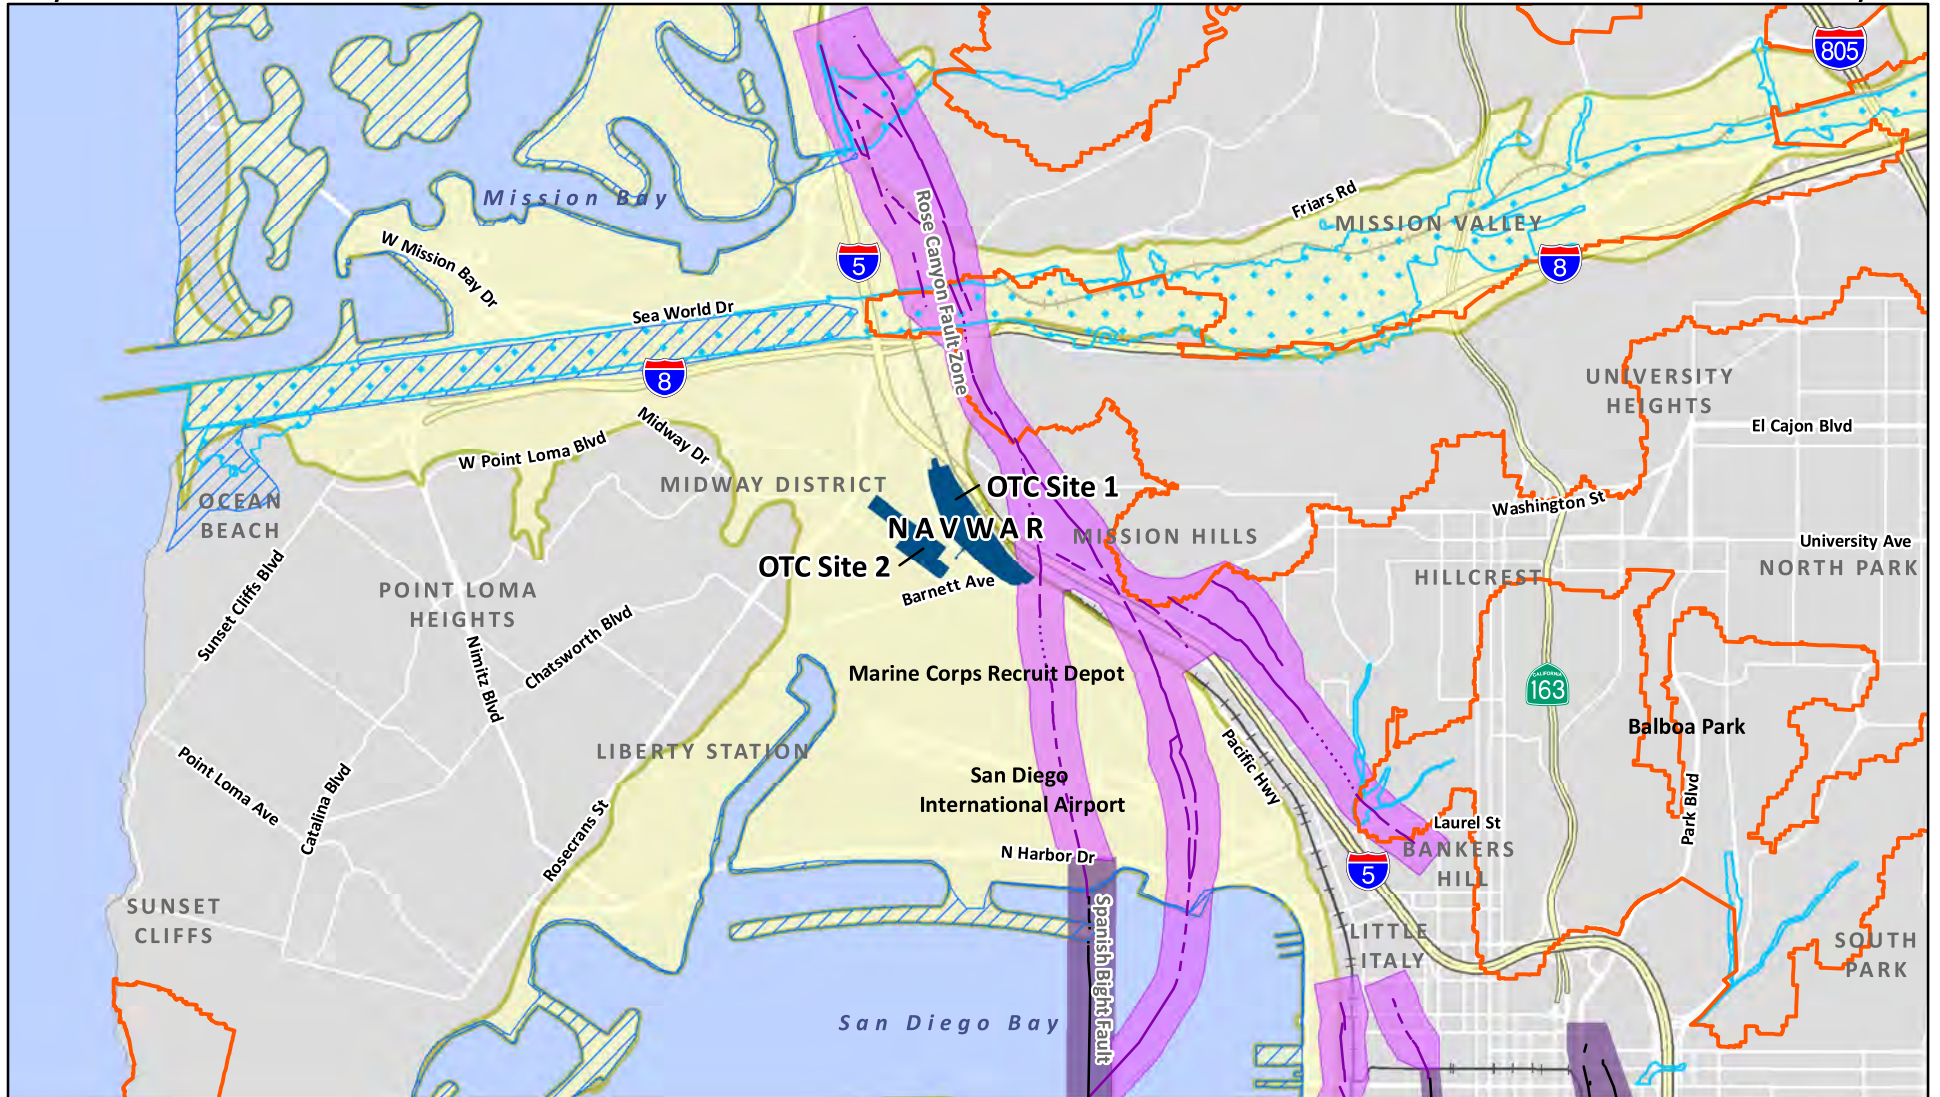 805
Mission Bay
Friars Rd
MISSION VALLEY
W Mission Bay Dr
5
Rose Canyon Fault Zone
8
Sea World Dr
8
UNIVERSITY
HEIGHTS
El Cajon Blvd
Midway Dr
W Point Loma Blvd
MIDWAY DISTRICT
OTC Site 1
OCEAN
BEACH
Washington St
NAVWAR
MISSION HILLS
University Ave
NORTH PARK
OTC Site 2
Barnett Ave
HILLCREST
Sunset Cliffs Blvd
POINT LOMA
HEIGHTS
Chatsworth Blvd
Nimitz Blvd
Marine Corps Recruit Depot
CALIFORNIA
163
Balboa Park
LIBERTY STATION
Pacific Hwy
San Diego
International Airport
Point Loma Ave
Catalina Blvd
Rosecrans St
Park Blvd
Laurel St
N Harbor Dr
BANKERS
HILL
5
SUNSET
CLIFFS
Spanish Bight Fault
LITTLE
ITALY
SOUTH
PARK
San Diego Bay